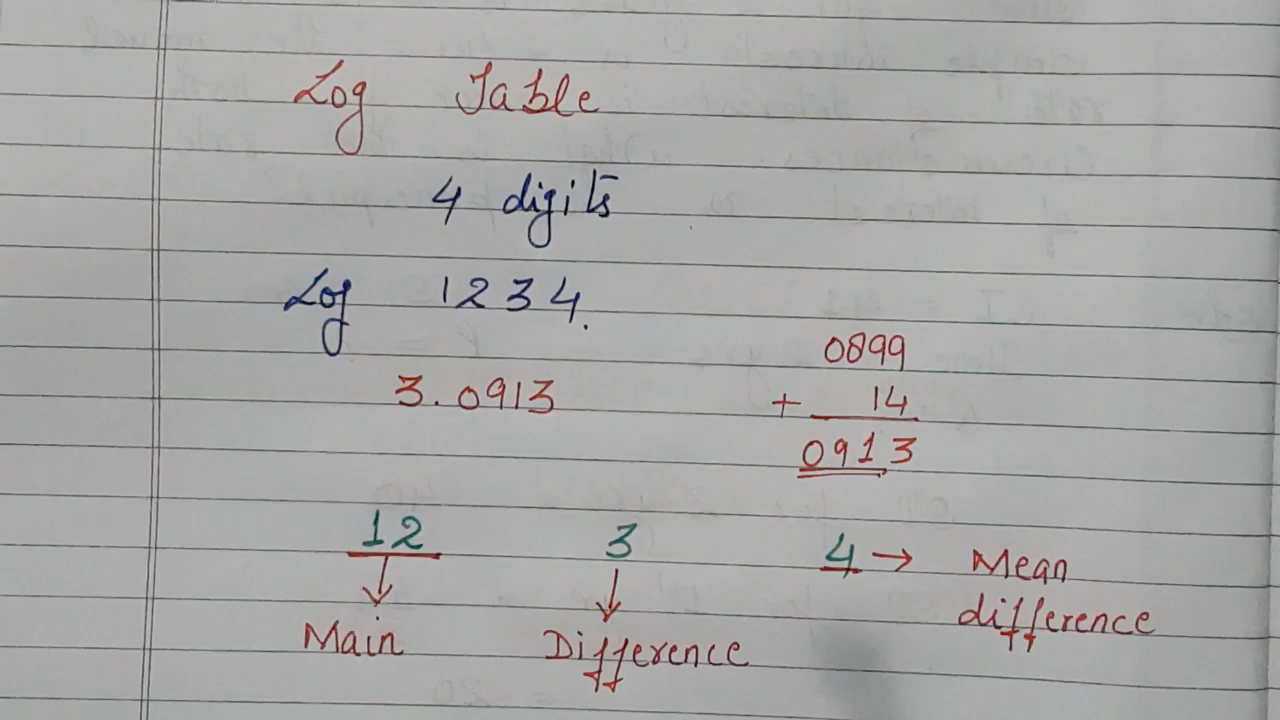 Log Table
4 digits
Log 1234.
3.0913
0899
+ 14
0913
12 3 4 → Mean
difference
Main Difference